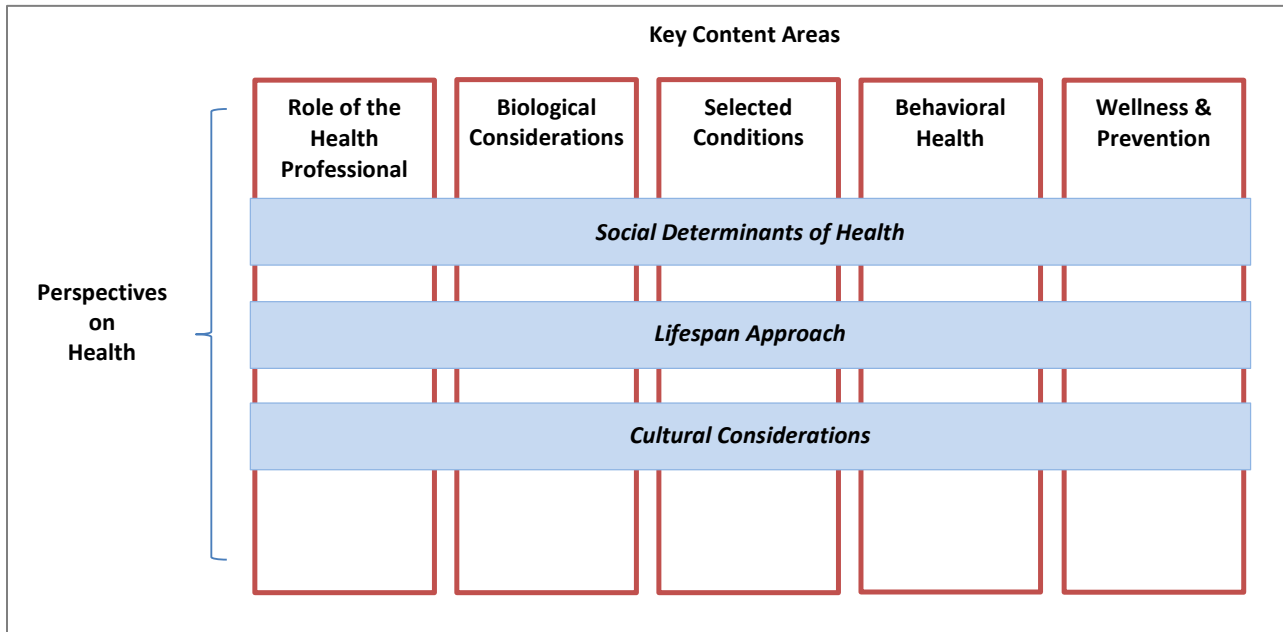 Key Content Areas
Role of the
Health
Professional
Biological
Considerations
Selected
Conditions
Behavioral
Health
Wellness &
Prevention
Social Determinants of Health
Perspectives
on
Health
Lifespan Approach
Cultural Considerations